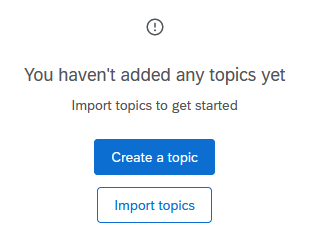 You haven't added any topics yet
Import topics to get started
Create a topic
Import topics